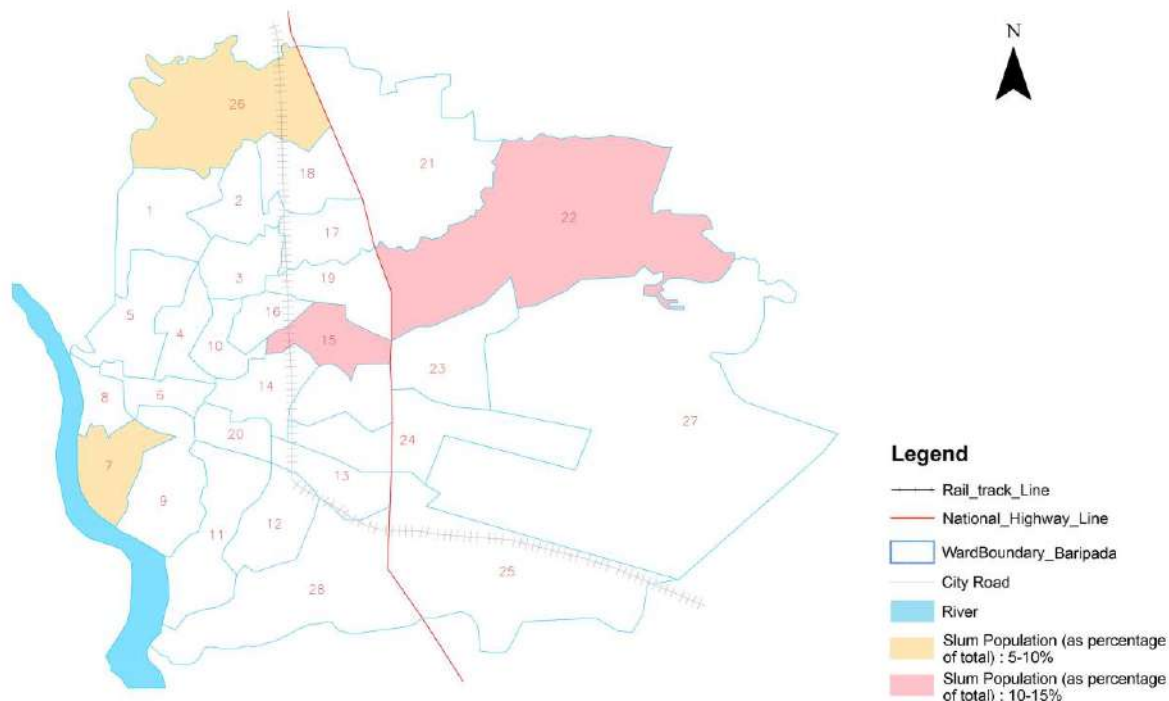 N
26
21
18
1
2
22
17
3
19
5
16
4
10
15
23
14
8
6
27
20
24
7
13
9
12
11
25
28
Legend
Rail_track_Line
National_Highway_Line
WardBoundary_Baripada
City Road
River
Slum Population (as percentage
of total) : 5-10%
Slum Population (as percentage
of total) : 10-15%